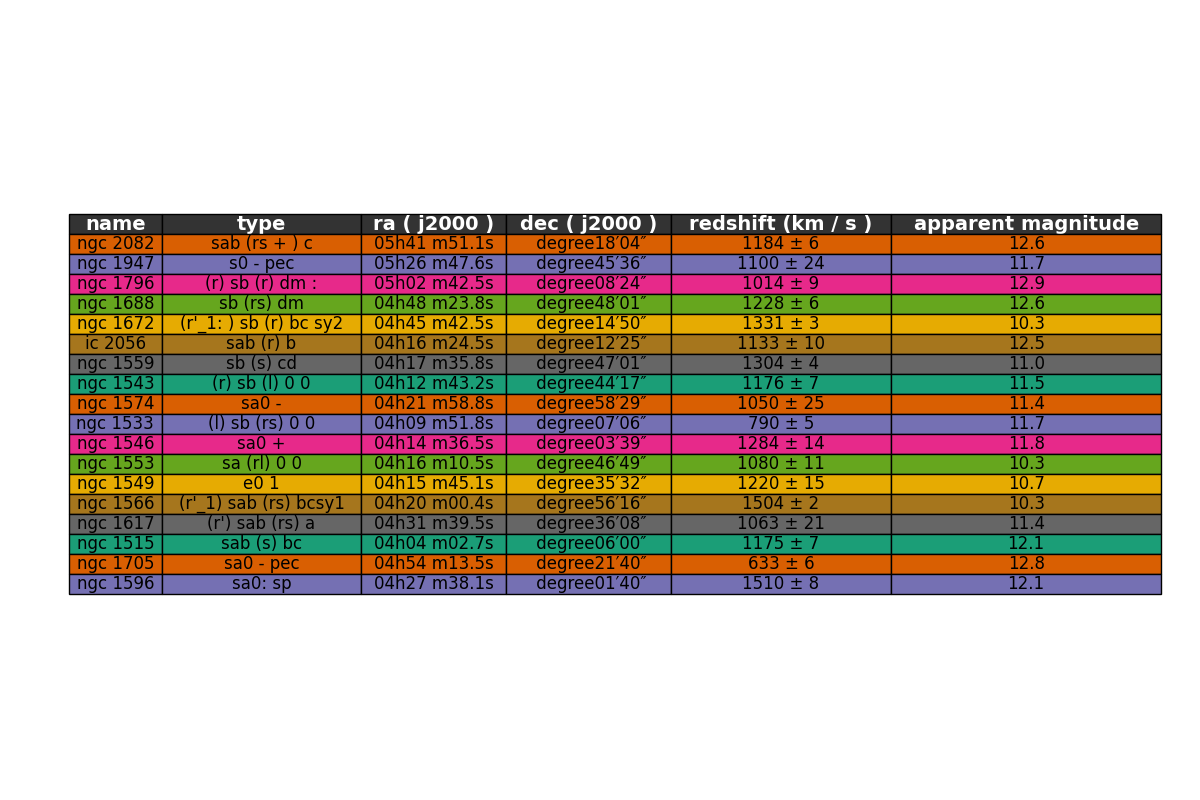 name type ra ( j2000 ) dec ( j2000 ) redshift (km / s ) apparent magnitude
ngc 2082 sab (rs + ) c 05h41 m51.1s degree18′04″ 1184 ± 6 12.6
ngc 1947 s0 - pec 05h26 m47.6s degree45′36″ 1100 ± 24 11.7
ngc 1796 (r) sb (r) dm : 05h02 m42.5s degree08′24″ 1014 ± 9 12.9
ngc 1688 sb (rs) dm 04h48 m23.8s degree48′01″ 1228 ± 6 12.6
ngc 1672 (r'_1: ) sb (r) bc sy2 04h45 m42.5s degree14′50″ 1331 ± 3 10.3
ic 2056 sab (r) b 04h16 m24.5s degree12′25″ 1133 ± 10 12.5
ngc 1559 sb (s) cd 04h17 m35.8s degree47′01″ 1304 ± 4 11.0
ngc 1543 (r) sb (l) 0 0 04h12 m43.2s degree44′17″ 1176 ± 7 11.5
ngc 1574 sa0 - 04h21 m58.8s degree58′29″ 1050 ± 25 11.4
ngc 1533 (l) sb (rs) 0 0 04h09 m51.8s degree07′06″ 790 ± 5 11.7
ngc 1546 sa0 + 04h14 m36.5s degree03′39″ 1284 ± 14 11.8
ngc 1553 sa (rl) 0 0 04h16 m10.5s degree46′49″ 1080 ± 11 10.3
ngc 1549 e0 1 04h15 m45.1s degree35′32″ 1220 ± 15 10.7
ngc 1566 (r'_1) sab (rs) bcsy1 04h20 m00.4s degree56′16″ 1504 ± 2 10.3
ngc 1617 (r') sab (rs) a 04h31 m39.5s degree36′08″ 1063 ± 21 11.4
ngc 1515 sab (s) bc 04h04 m02.7s degree06′00″ 1175 ± 7 12.1
ngc 1705 sa0 - pec 04h54 m13.5s degree21′40″ 633 ± 6 12.8
ngc 1596 sa0: sp 04h27 m38.1s degree01′40″ 1510 ± 8 12.1